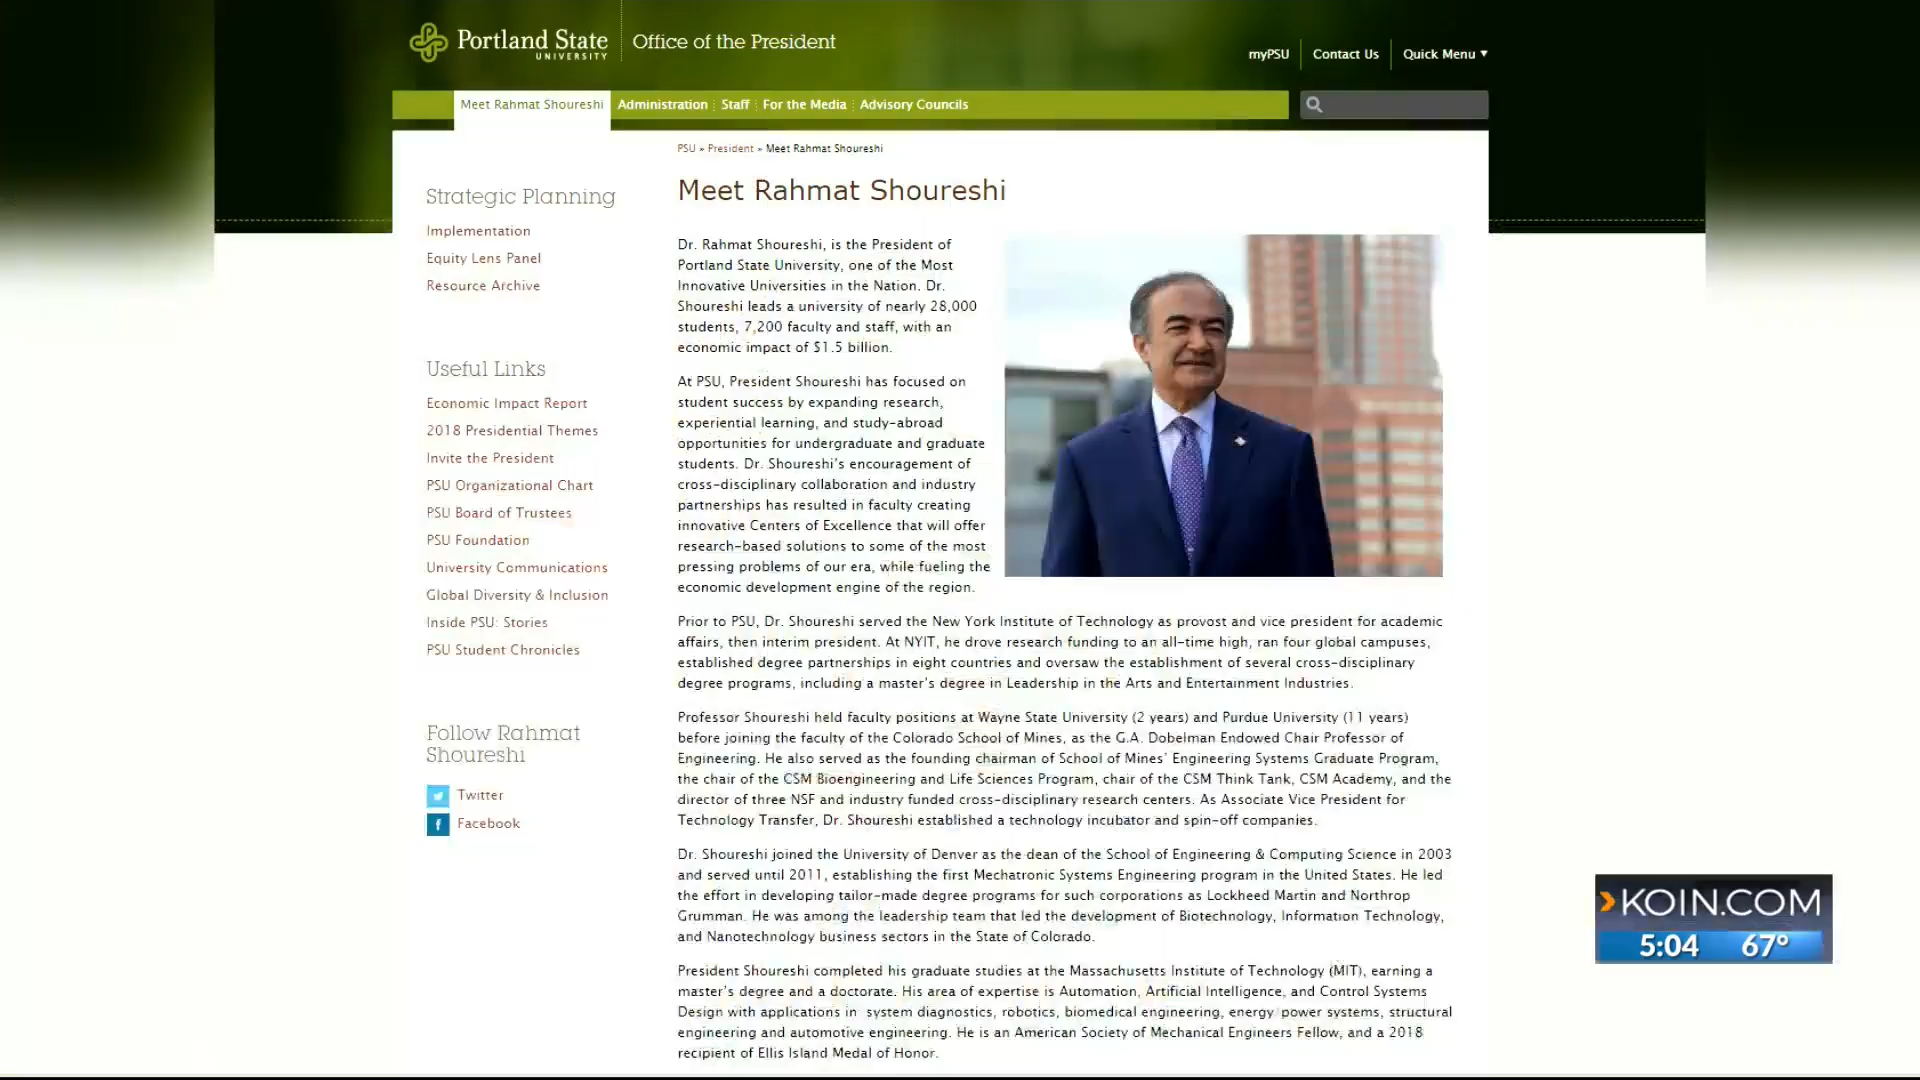 Portland State
UNIVERSITY
Office of the President
myPSU
Contact Us
Quick Menu
Meet Rahmat Shoureshi
Administration
Staff
For the Media
Advisory Councils
PSU » President » Meet Rahmat Shoureshi
Strategic Planning
Implementation
Equity Lens Panel
Resource Archive
Useful Links
Economic Impact Report
2018 Presidential Themes
Invite the President
PSU Organizational Chart
PSU Board of Trustees
PSU Foundation
University Communications
Global Diversity & Inclusion
Inside PSU: Stories
PSU Student Chronicles
Follow Rahmat
Shoureshi
Twitter
Facebook
Meet Rahmat Shoureshi
Dr. Rahmat Shoureshi, is the President of
Portland State University, one of the Most
Innovative Universities in the Nation. Dr.
Shoureshi leads a university of nearly 28,000
students, 7,200 faculty and staff, with an
economic impact of $1.5 billion.
At PSU, President Shoureshi has focused on
student success by expanding research,
experiential learning, and study-abroad
opportunities for undergraduate and graduate
students. Dr. Shoureshi's encouragement of
cross-disciplinary collaboration and industry
partnerships has resulted in faculty creating
innovative Centers of Excellence that will offer
research-based solutions to some of the most
pressing problems of our era, while fueling the
economic development engine of the region.
Prior to PSU, Dr. Shoureshi served the New York Institute of Technology as provost and vice president for academic
affairs, then interim president. At NYIT, he drove research funding to an all-time high, ran four global campuses,
established degree partnerships in eight countries and oversaw the establishment of several cross-disciplinary
degree programs, including a master's degree in Leadership in the Arts and Entertainment Industries.
Professor Shoureshi held faculty positions at Wayne State University (2 years) and Purdue University (11 years)
before joining the faculty of the Colorado School of Mines, as the G.A. Dobelman Endowed Chair Professor of
Engineering. He also served as the founding chairman of School of Mines' Engineering Systems Graduate Program,
the chair of the CSM Bioengineering and Life Sciences Program, chair of the CSM Think Tank, CSM Academy, and the
director of three NSF and industry funded cross-disciplinary research centers. As Associate Vice President for
Technology Transfer, Dr. Shoureshi established a technology incubator and spin-off companies.
Dr. Shoureshi joined the University of Denver as the dean of the School of Engineering & Computing Science in 2003
and served until 2011, establishing the first Mechatronic Systems Engineering program in the United States. He led
the effort in developing tailor-made degree programs for such corporations as Lockheed Martin and Northrop
Grumman. He was among the leadership team that led the development of Biotechnology, Information Technology,
and Nanotechnology business sectors in the State of Colorado.
President Shoureshi completed his graduate studies at the Massachusetts Institute of Technology (MIT), earning a
master's degree and a doctorate. His area of expertise is Automation, Artificial Intelligence, and Control Systems
Design with applications in system diagnostics, robotics, biomedical engineering, energy power systems, structural
engineering and automotive engineering. He is an American Society of Mechanical Engineers Fellow, and a 2018
recipient of Ellis Island Medal of Honor.
KOIN.COM
5:04 67°